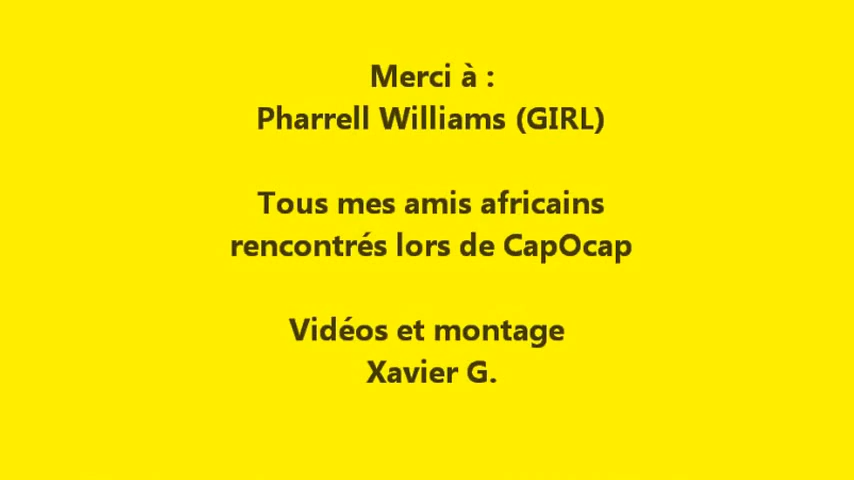 Merci à :
Pharrell Williams (GIRL)
Tous mes amis africains
rencontrés lors de CapOcap
Vidéos et montage
Xavier G.